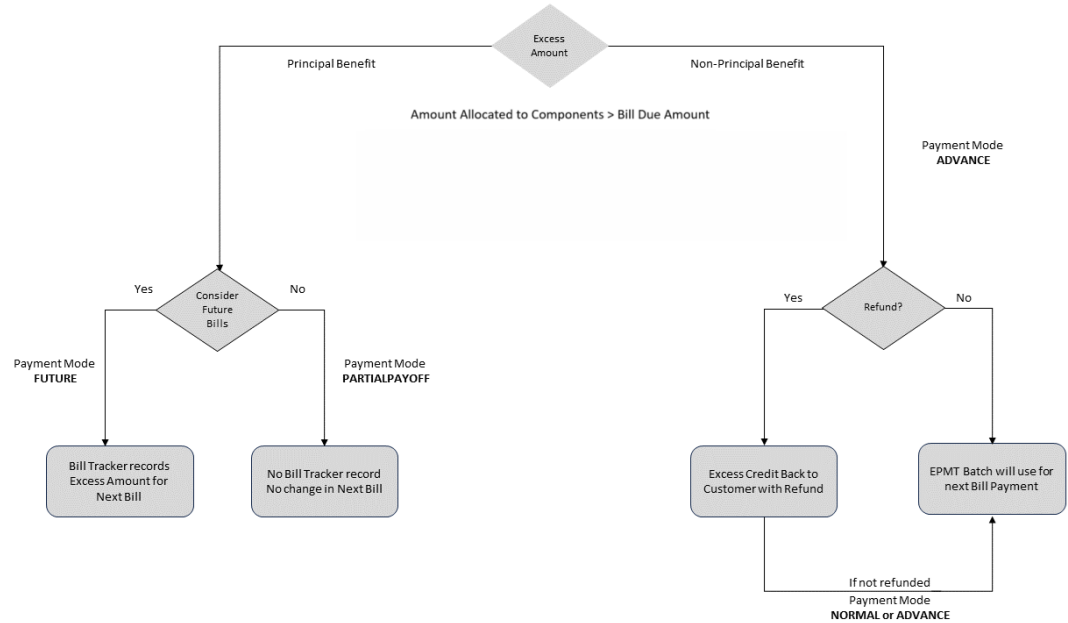 Excess
Amount
Principal Benefit
Non-Principal Benefit
Amount Allocated to Components > Bill Due Amount
Payment Mode
ADVANCE
Yes
Consider
Future
Bills
No
Yes
Refund?
No
Payment Mode
FUTURE
Payment Mode
PARTIALPAYOFF
Bill Tracker records
Excess Amount for
Next Bill
No Bill Tracker record
No change in Next Bill
Excess Credit Back to
Customer with Refund
EPMT Batch will use for
next Bill Payment
If not refunded
Payment Mode
NORMAL or ADVANCE